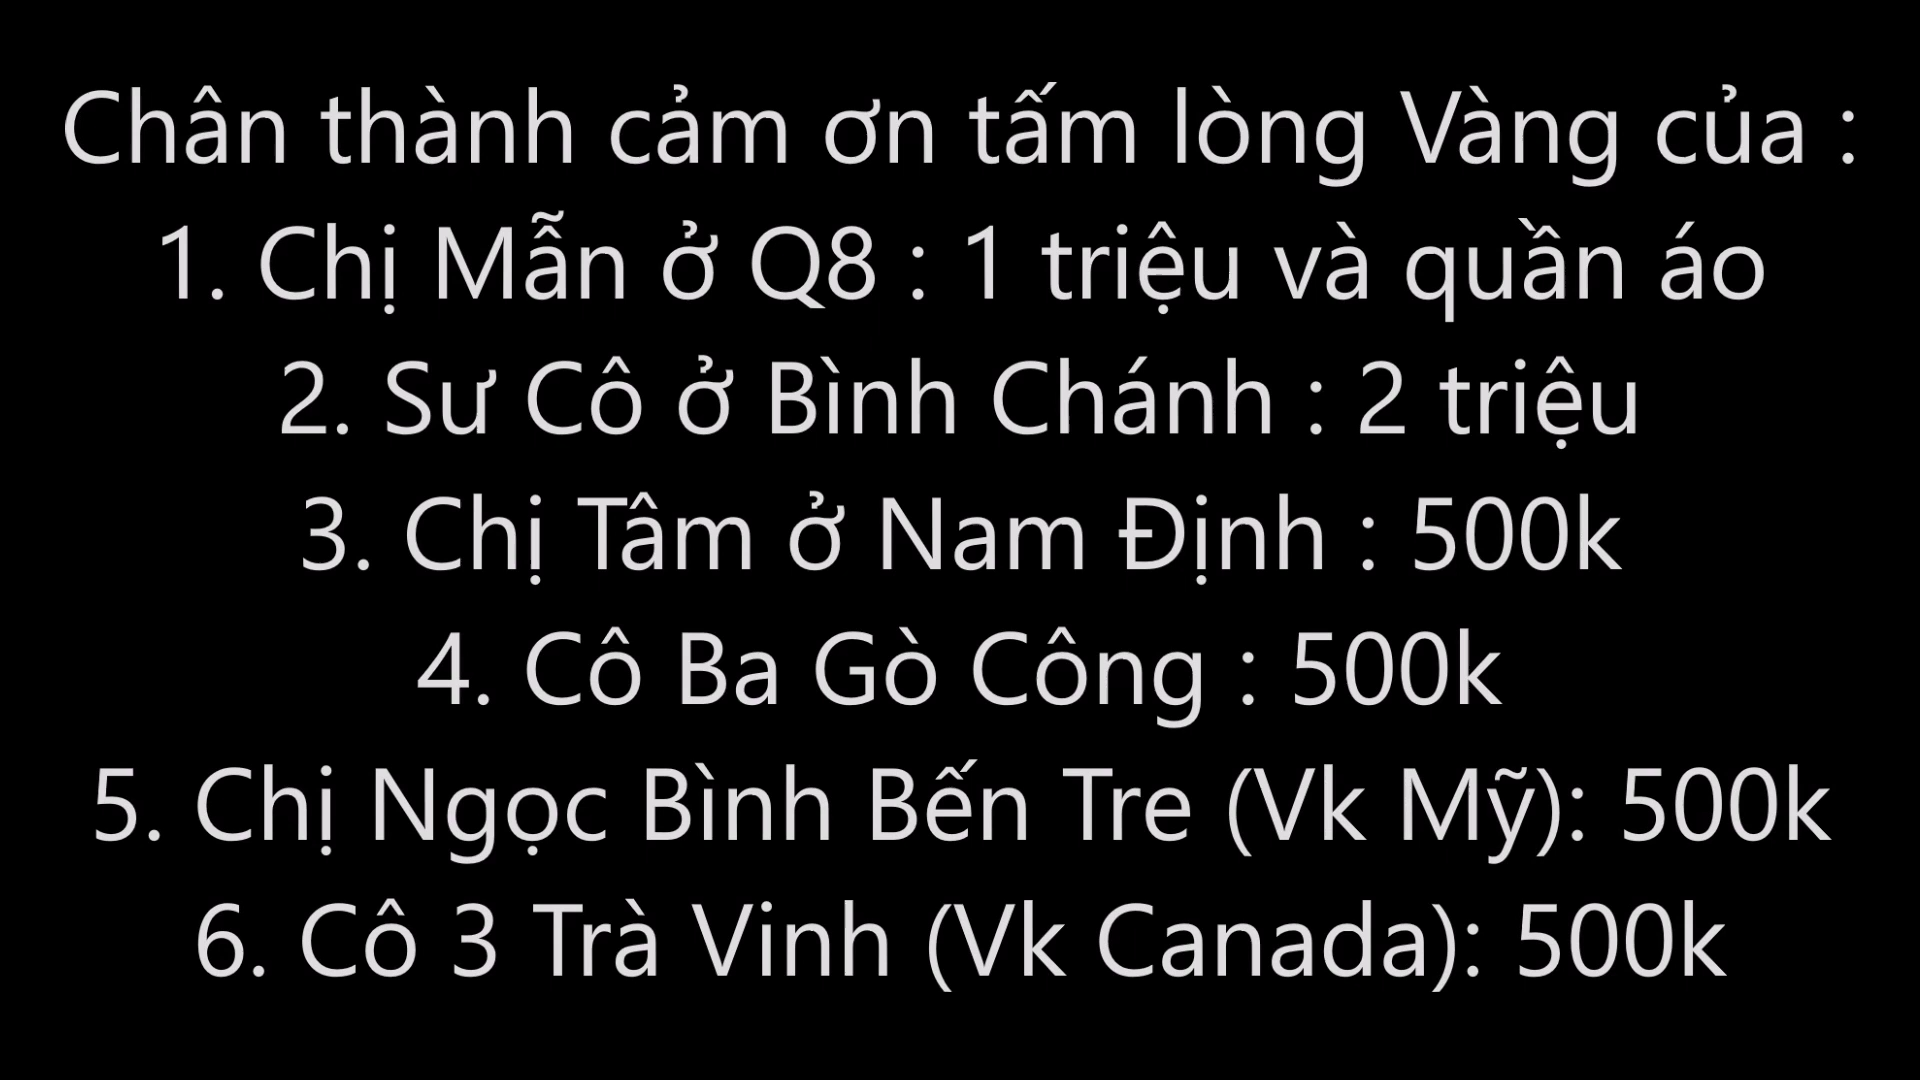 Chân thành cảm ơn tấm lòng Vàng của :
1. Chị Mẫn ở Q8 : 1 triệu và quần áo
2. Sư Cô ở Bình Chánh : 2 triệu
3. Chị Tâm ở Nam Định : 500k
4. Cô Ba Gò Công : 500k
5. Chị Ngọc Bình Bến Tre (Vk Mỹ): 500k
6. Cô 3 Trà Vinh (Vk Canada): 500k